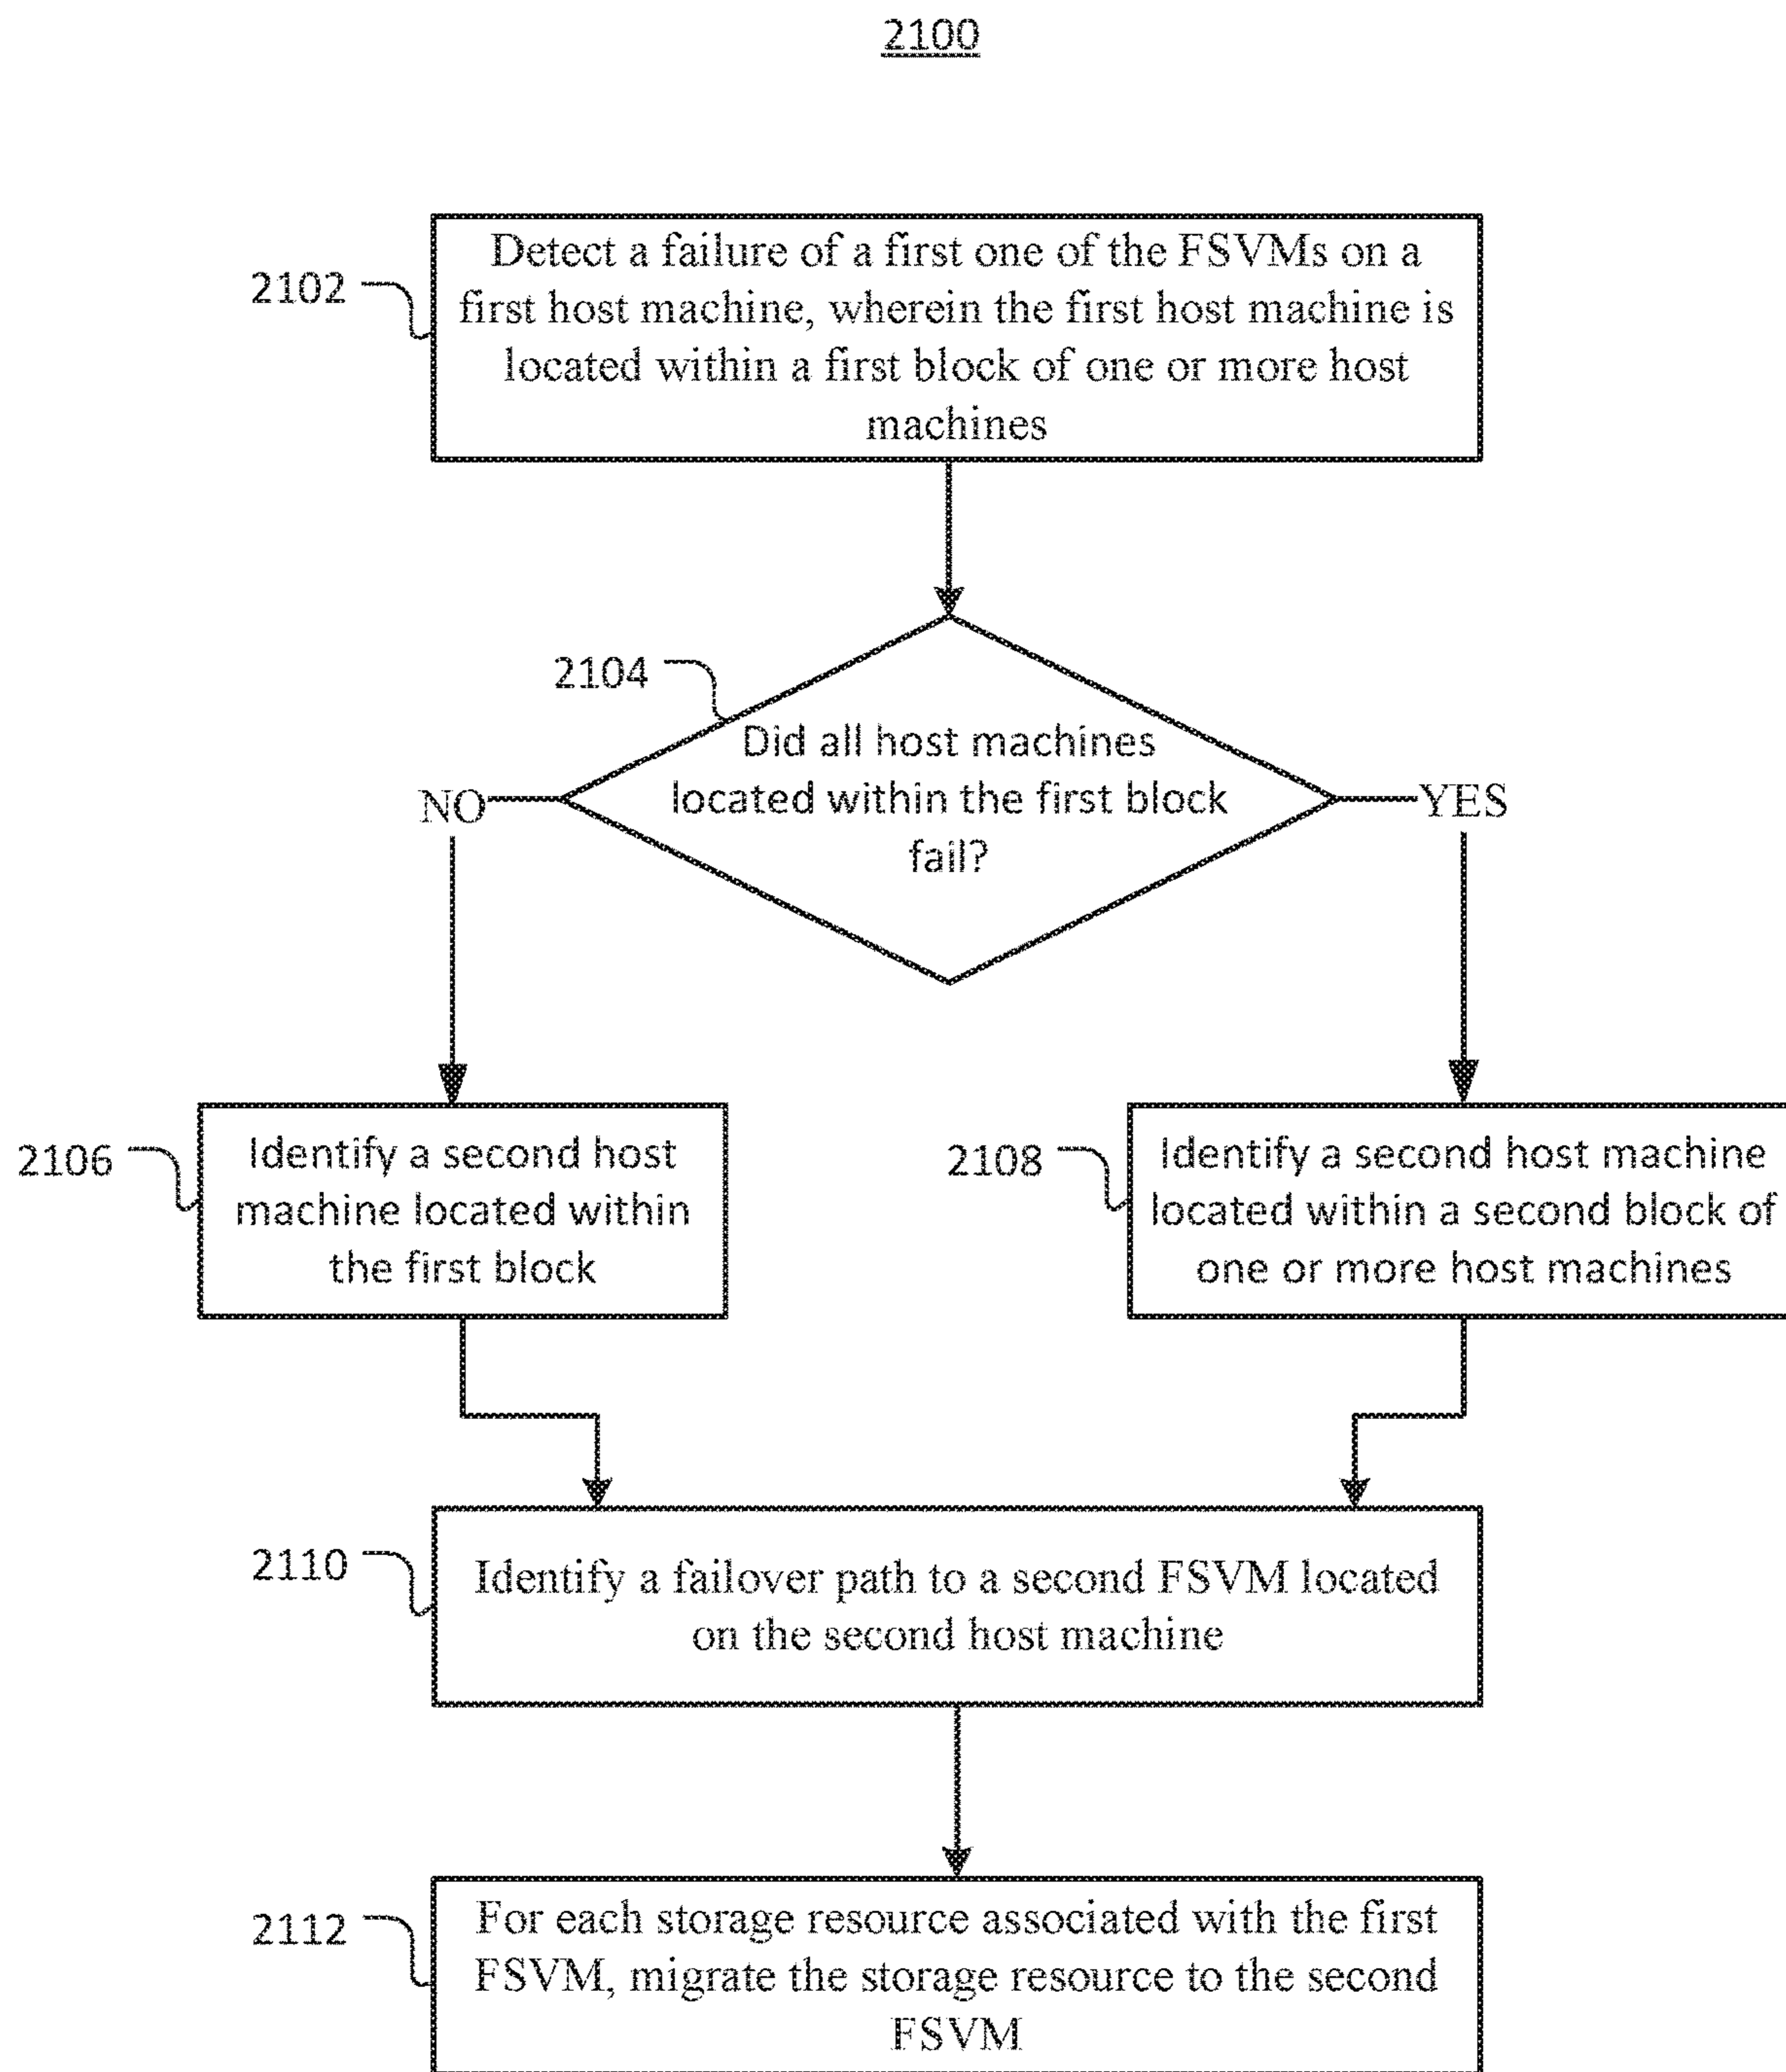 2100
2102
Detect a failure of a first one of the FSVMs on a
first host machine, wherein the first host machine is
located within a first block of one or more host
machines
2104
Did all host machines
located within the first block
fail?
NO
YES
2106
Identify a second host
machine located within
the first block
2108
Identify a second host machine
located within a second block of
one or more host machines
2110
Identify a failover path to a second FSVM located
on the second host machine
2112
For each storage resource associated with the first
FSVM, migrate the storage resource to the second
FSVM